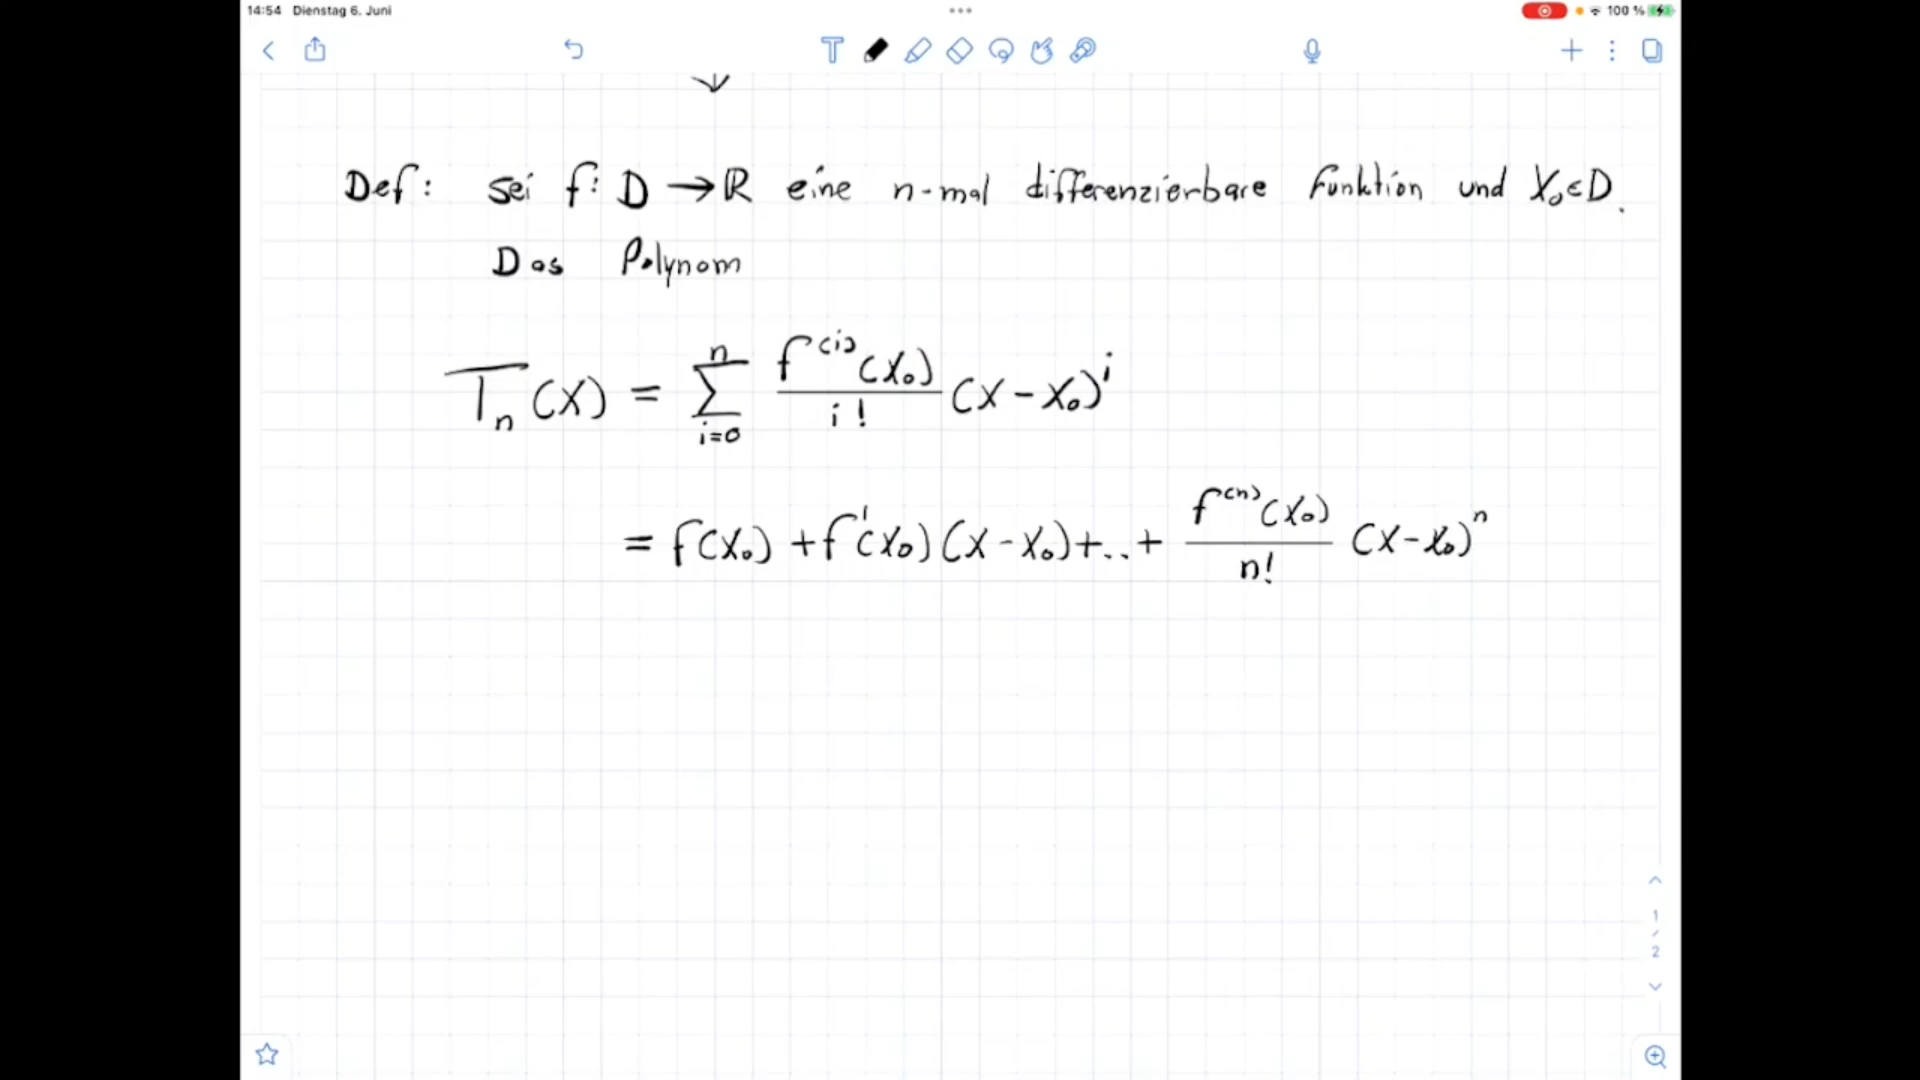 14:54 Dienstag 6. Juni
100 %
Def: Sei f: D → ℝ eine n-mal differenzierbare Funktion und X₀ ∈ D.
Das Polynom
Tₙ(X) = ∑_{i=0}^{n} f⁽ⁱ⁾(X₀)/i! (X-X₀)ⁱ
= f(X₀) + f'(X₀)(X-X₀)+..+ f⁽ⁿ⁾(X₀)/n! (X-X₀)ⁿ
1
/
2